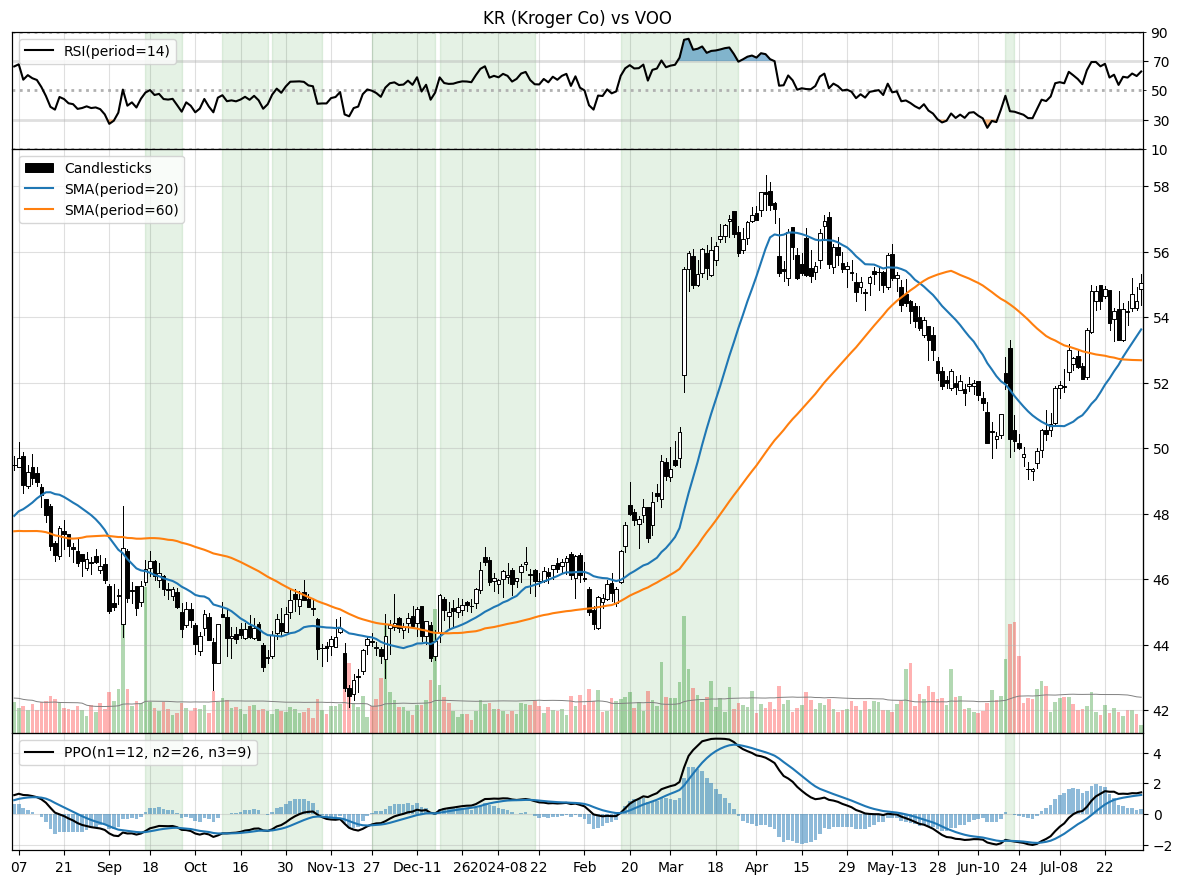 KR (Kroger Co) vs VOO
RSI(period=14)
90
70
50
30
10
Candlesticks
SMA(period=20)
SMA(period=60)
58
56
54
52
50
48
46
44
42
PPO(n1=12, n2=26, n3=9)
4
2
0
−2
07 21 Sep 18 Oct 16 30 Nov-13 27 Dec-11 26 2024-08 22 Feb 20 Mar 18 Apr 15 29 May-13 28 Jun-10 24 Jul-08 22